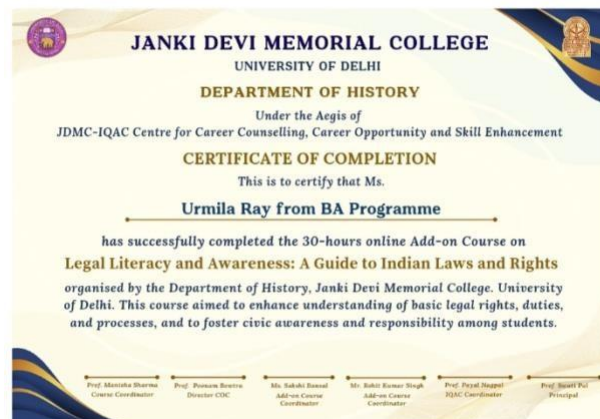 JANKI DEVI MEMORIAL COLLEGE
UNIVERSITY OF DELHI
DEPARTMENT OF HISTORY
Under the Aegis of
JDMC-IQAC Centre for Career Counselling, Career Opportunity and Skill Enhancement
CERTIFICATE OF COMPLETION
This is to certify that Ms.
Urmila Ray from BA Programme
has successfully completed the 30-hours online Add-on Course on
Legal Literacy and Awareness: A Guide to Indian Laws and Rights
organised by the Department of History, Janki Devi Memorial College. University
of Delhi. This course aimed to enhance understanding of basic legal rights, duties,
and processes, and to foster civic awareness and responsibility among students.
Prof. Manisha Sharma
Course Coordinator
Prof. Poonam
Director COC
Ms. Sakshi Bansal
Add-on Course
Coordinator
Mr. Rohit Kumar Singh
Add-on Course
Coordinator
Prof. Payal Nagpal
IQAC Coordinator
Prof. Swati Pal
Principal